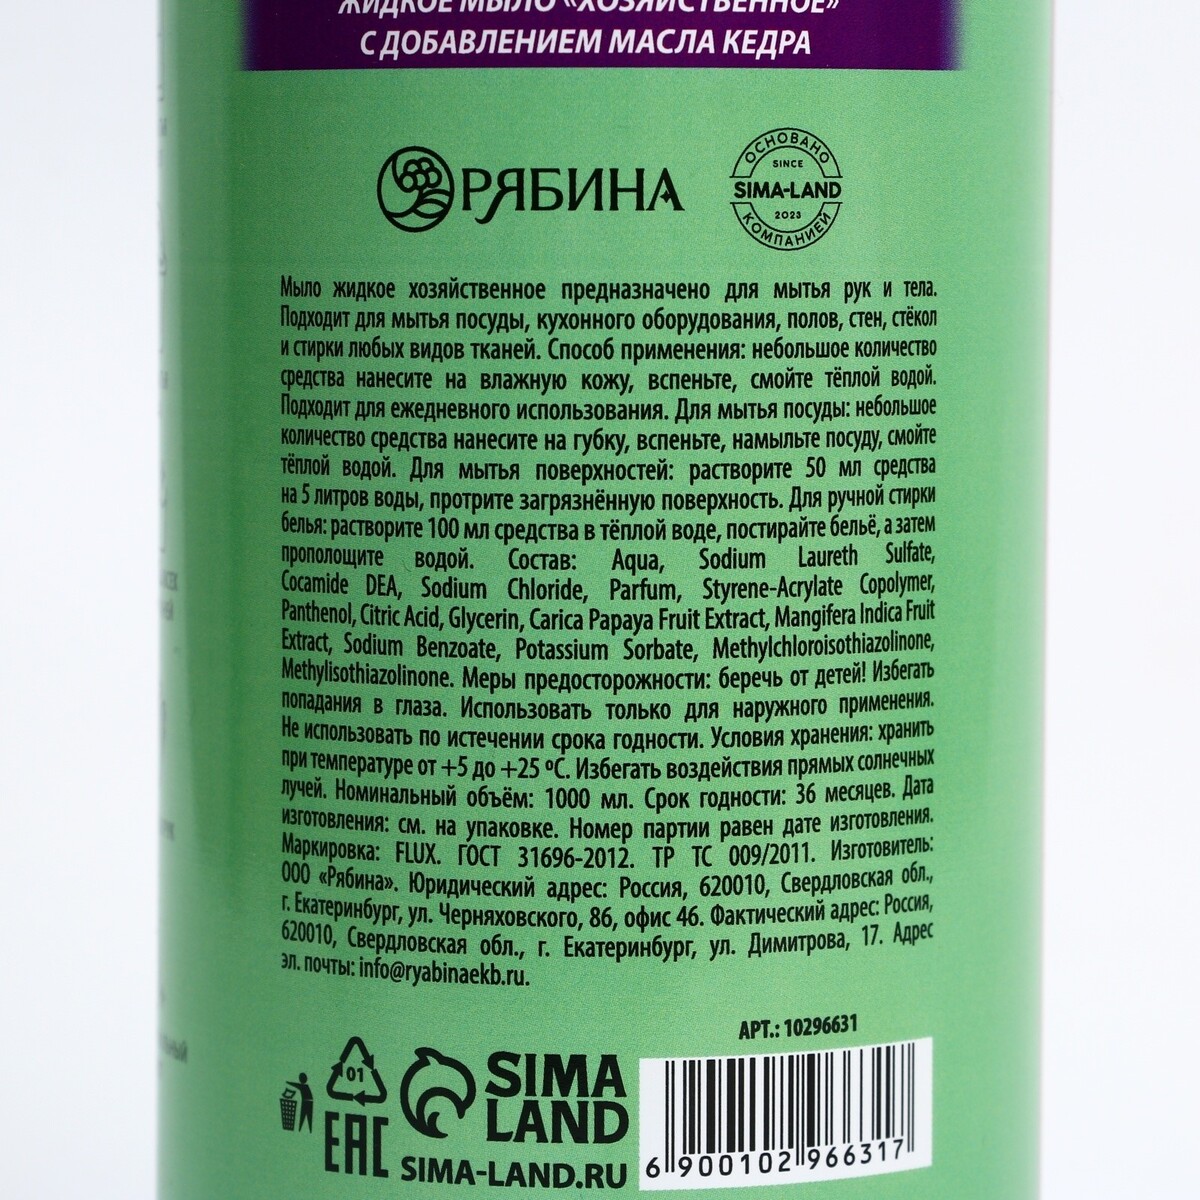 ЖИДКОЕ МЫЛО «ХОЗЯЙСТВЕННОЕ»
С ДОБАВЛЕНИЕМ МАСЛА КЕДРА
РЯБИНА
ОСНОВАНО
SINCE
SIMA-LAND
2023
КОМПАНИЕЙ
Мыло жидкое хозяйственное предназначено для мытья рук и тела.
Подходит для мытья посуды, кухонного оборудования, полов, стен, стёкол
и стирки любых видов тканей. Способ применения: небольшое количество
средства нанесите на влажную кожу, вспеньте, смойте тёплой водой.
Подходит для ежедневного использования. Для мытья посуды: небольшое
количество средства нанесите на губку, вспеньте, намыльте посуду, смойте
тёплой водой. Для мытья поверхностей: растворите 50 мл средства
на 5 литров воды, протрите загрязнённую поверхность. Для ручной стирки
белья: растворите 100 мл средства в тёплой воде, постирайте бельё, а затем
прополощите водой. Состав: Aqua, Sodium Laureth Sulfate,
Cocamide DEA, Sodium Chloride, Parfum, Styrene-Acrylate Copolymer,
Panthenol, Citric Acid, Glycerin, Carica Papaya Fruit Extract, Mangifera Indica Fruit
Extract, Sodium Benzoate, Potassium Sorbate, Methylchloroisothiazolinone,
Methylisothiazolinone. Меры предосторожности: беречь от детей! Избегать
попадания в глаза. Использовать только для наружного применения.
Не использовать по истечении срока годности. Условия хранения: хранить
при температуре от +5 до +25 ºС. Избегать воздействия прямых солнечных
лучей. Номинальный объём: 1000 мл. Срок годности: 36 месяцев. Дата
изготовления: см. на упаковке. Номер партии равен дате изготовления.
Маркировка: FLUX. ГОСТ 31696-2012. ТР ТС 009/2011. Изготовитель:
ООО «Рябина». Юридический адрес: Россия, 620010, Свердловская обл.,
г. Екатеринбург, ул. Черняховского, 86, офис 46. Фактический адрес: Россия,
620010, Свердловская обл., г. Екатеринбург, ул. Димитрова, 17. Адрес
эл. почты: info@ryabinaekb.ru.
АРТ.: 10296631
01
EAC
SIMA
LAND
SIMA-LAND.RU
6 900102 966317